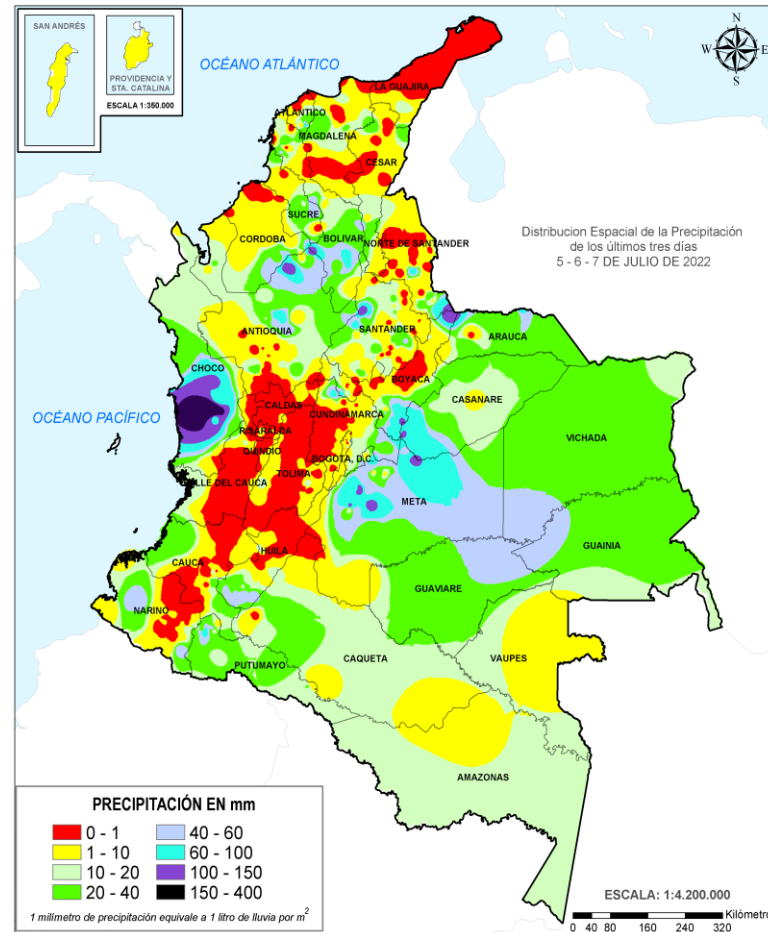 SAN ANDRÉS
PROVIDENCIA Y
STA. CATALINA
ESCALA 1:350.000
OCÉANO ATLÁNTICO
N
W
E
S
LA GUAJIRA
ATLANTICO
MAGDALENA
CESAR
SUCRE
CORDOBA
BOLIVAR
NORTE DE SANTANDER
Distribucion Espacial de la Precipitación
de los últimos tres días
5 - 6 - 7 DE JULIO DE 2022
ANTIOQUIA
SANTANDER
ARAUCA
CHOCO
BOYACA
CASANARE
OCÉANO PACÍFICO
CALDAS
CUNDINAMARCA
RISARALDA
VICHADA
QUINDIO
BOGOTA, D.C.
TOLIMA
VALLE DEL CAUCA
META
GUAINIA
HUILA
CAUCA
GUAVIARE
NARIÑO
CAQUETA
VAUPES
PUTUMAYO
AMAZONAS
PRECIPITACIÓN EN mm
0 - 1
40 - 60
1 - 10
60 - 100
10 - 20
100 - 150
20 - 40
150 - 400
1 milímetro de precipitación equivale a 1 litro de lluvia por m²
ESCALA: 1:4.200.000
Kilómetro
0 40 80 160 240 320